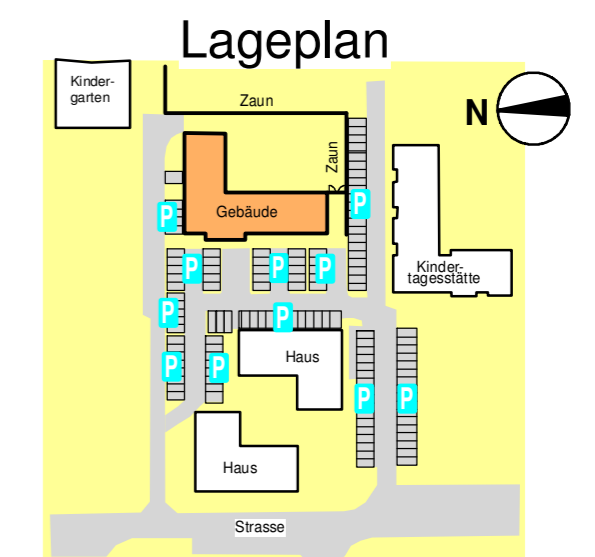 Lageplan
Kinder-
garten
Zaun
N
Zaun
P
Gebäude
P
P
P
P
Kinder-
tagesstätte
P
P
Haus
P
P
P
P
Haus
Strasse